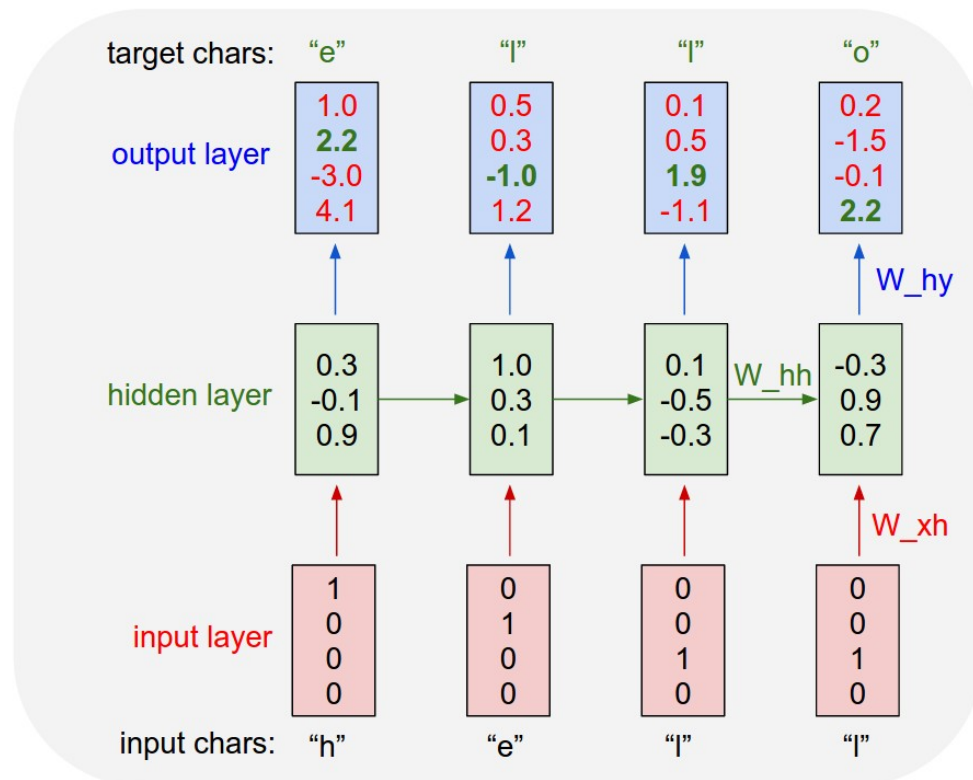 target chars: “e” “l” “l” “o”
1.0 0.5 0.1 0.2
2.2 0.3 0.5 -1.5
output layer
-3.0 -1.0 1.9 -0.1
4.1 1.2 -1.1 2.2
W_hy
0.3 1.0 0.1 -0.3
W_hh
hidden layer -0.1 0.3 -0.5 0.9
0.9 0.1 -0.3 0.7
W_xh
1 0 0 0
0 1 0 0
input layer
0 0 1 1
0 0 0 0
input chars: “h” “e” “l” “l”